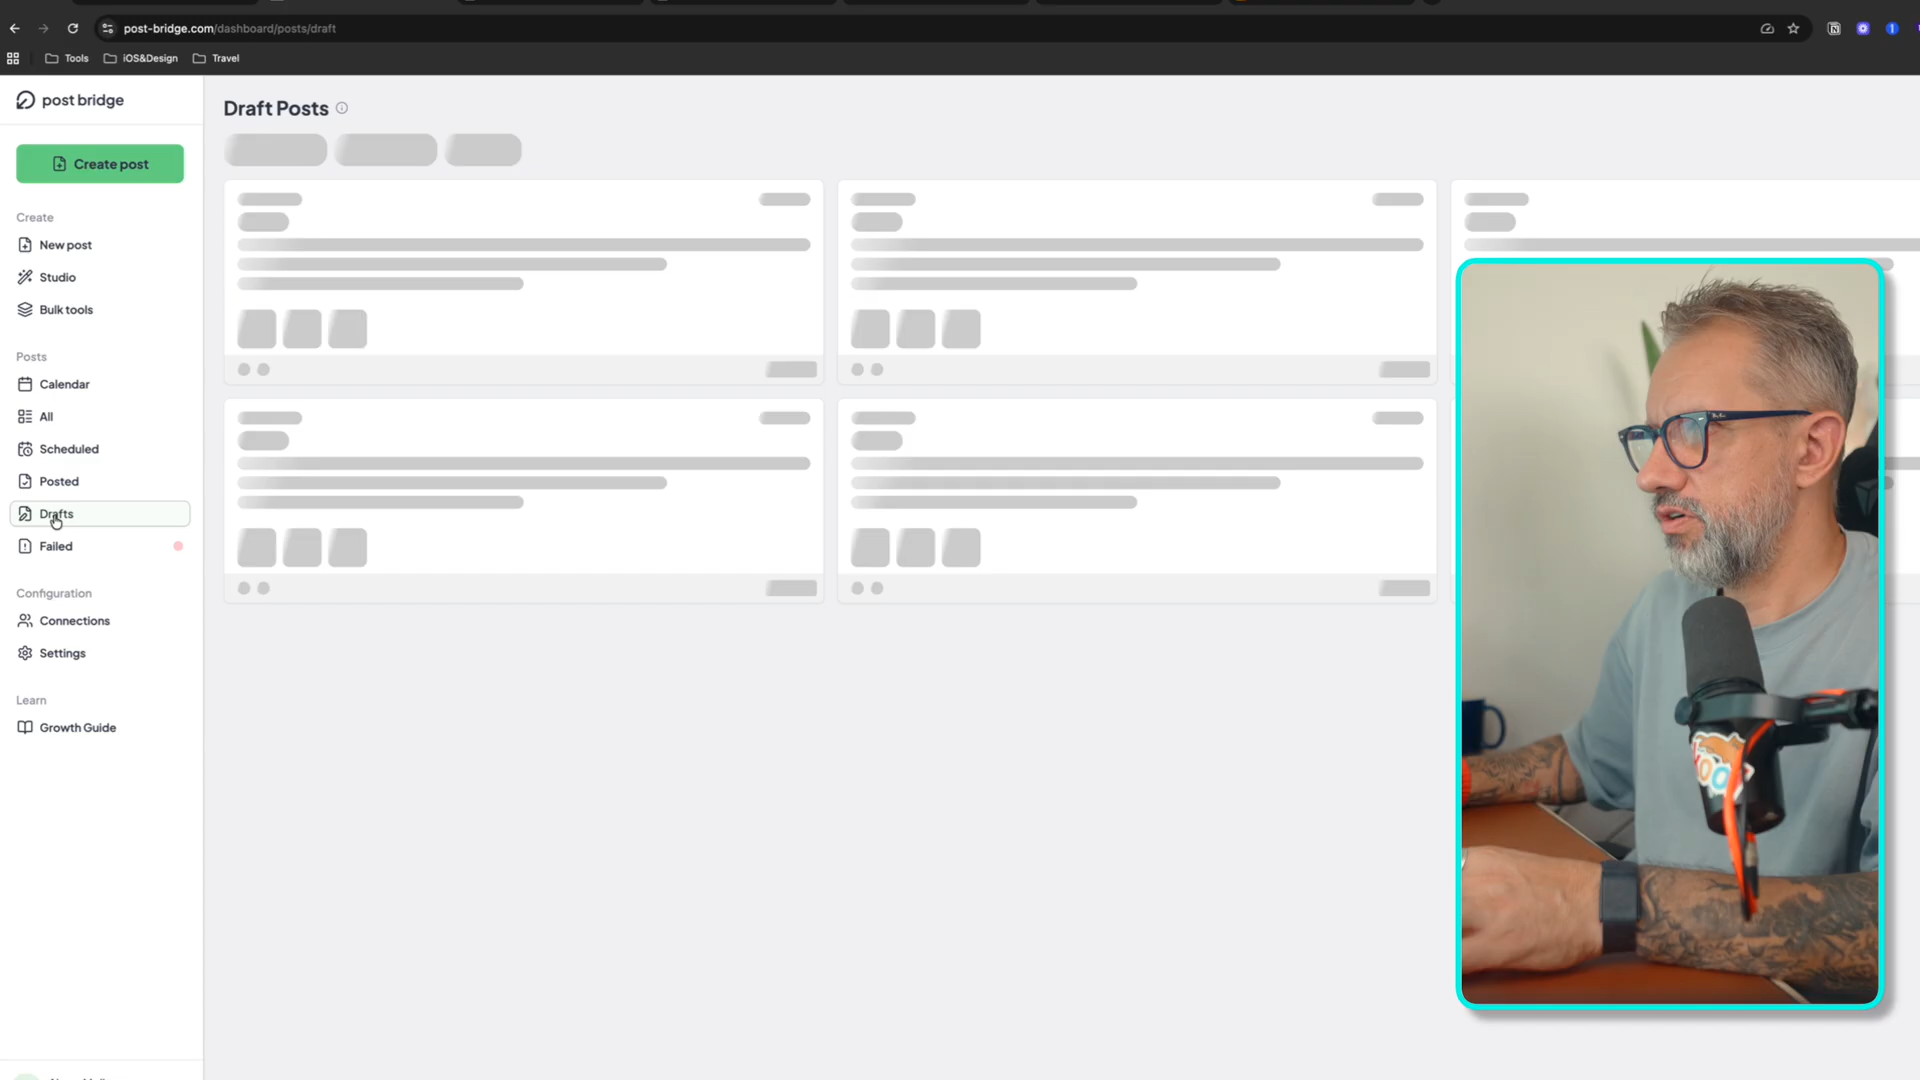 post-bridge.com/dashboard/posts/draft
Tools
iOS&Design
Travel
post bridge
Create post
Create
New post
Studio
Bulk tools
Posts
Calendar
All
Scheduled
Posted
Drafts
Failed
Configuration
Connections
Settings
Learn
Growth Guide
Draft Posts